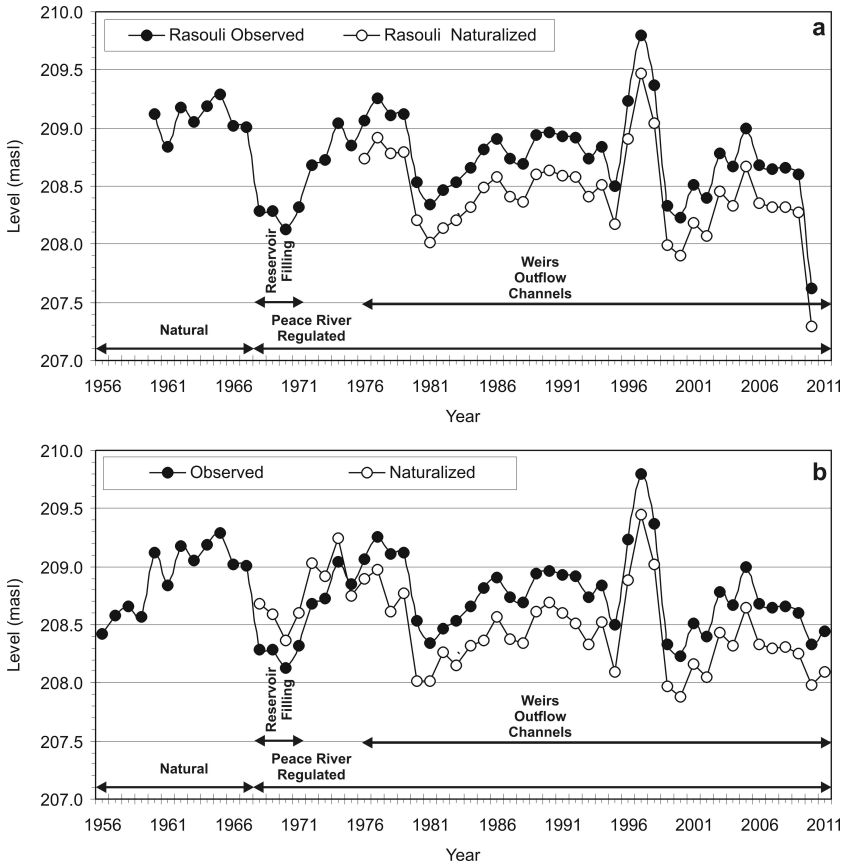 210.0
a
Rasouli Observed
Rasouli Naturalized
209.5
209.0
208.5
208.0
207.5
207.0
Level (masl)
Reservoir
Filling
Weirs
Outflow
Channels
Natural
Peace River
Regulated
1956 1961 1966 1971 1976 1981 1986 1991 1996 2001 2006 2011
Year
210.0
b
Observed
Naturalized
209.5
209.0
208.5
208.0
207.5
207.0
Level (masl)
Reservoir
Filling
Weirs
Outflow
Channels
Natural
Peace River
Regulated
1956 1961 1966 1971 1976 1981 1986 1991 1996 2001 2006 2011
Year